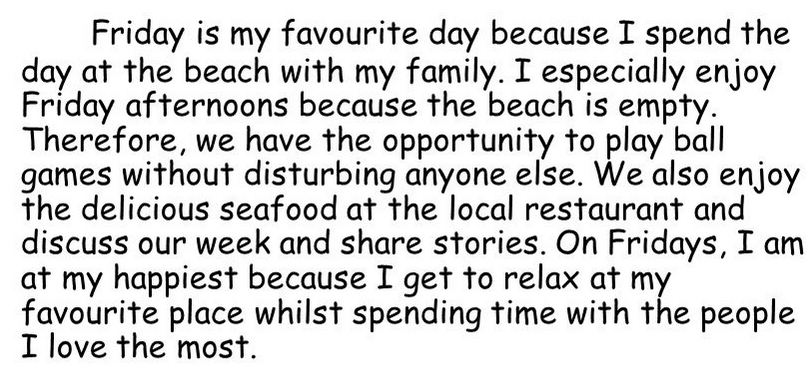 Friday is my favourite day because I spend the
day at the beach with my family. I especially enjoy
Friday afternoons because the beach is empty.
Therefore, we have the opportunity to play ball
games without disturbing anyone else. We also enjoy
the delicious seafood at the local restaurant and
discuss our week and share stories. On Fridays, I am
at my happiest because I get to relax at my
favourite place whilst spending time with the people
I love the most.